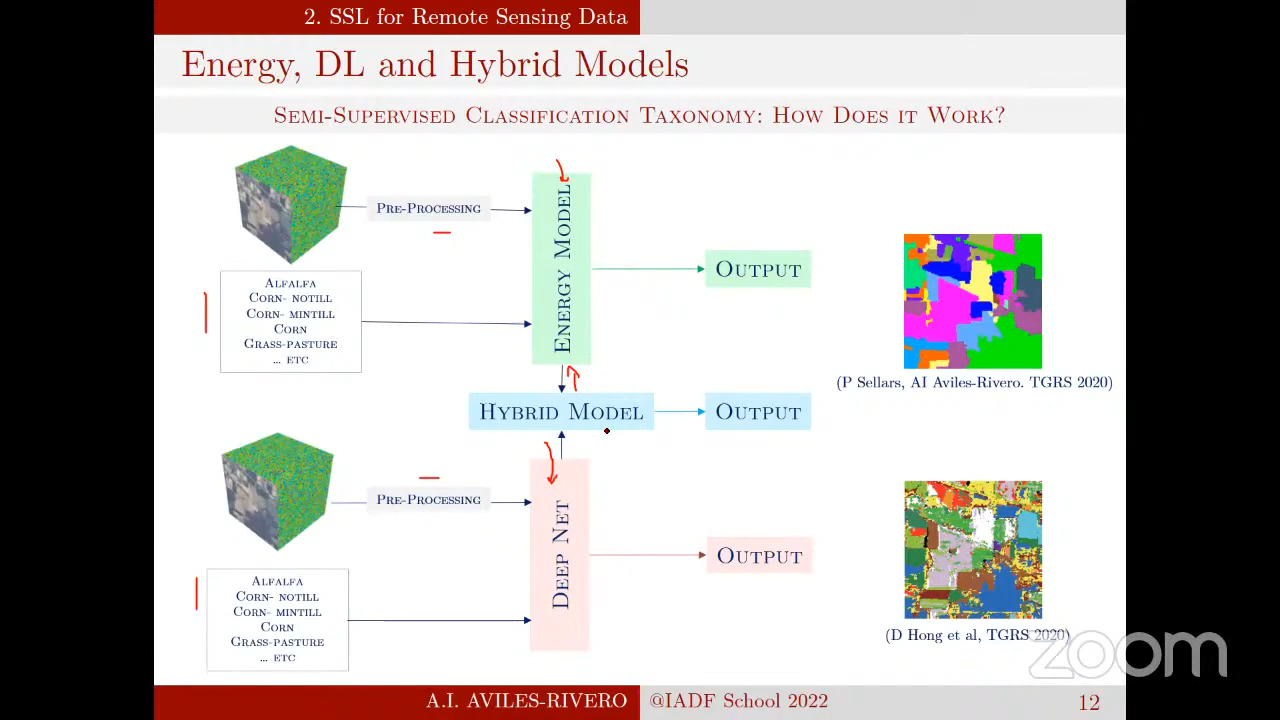 2. SSL for Remote Sensing Data
Energy, DL and Hybrid Models
Semi-Supervised Classification Taxonomy: How Does it Work?
Pre-Processing
Energy Model
Output
Alfalfa
Corn- notill
Corn- mintill
Corn
Grass-pasture
... etc
(P Sellars, AI Aviles-Rivero. TGRS 2020)
Hybrid Model
Output
Pre-Processing
Deep Net
Output
Alfalfa
Corn- notill
Corn- mintill
Corn
Grass-pasture
... etc
(D Hong et al, TGRS 2020)
zoom
A.I. AVILES-RIVERO
@IADF School 2022
12